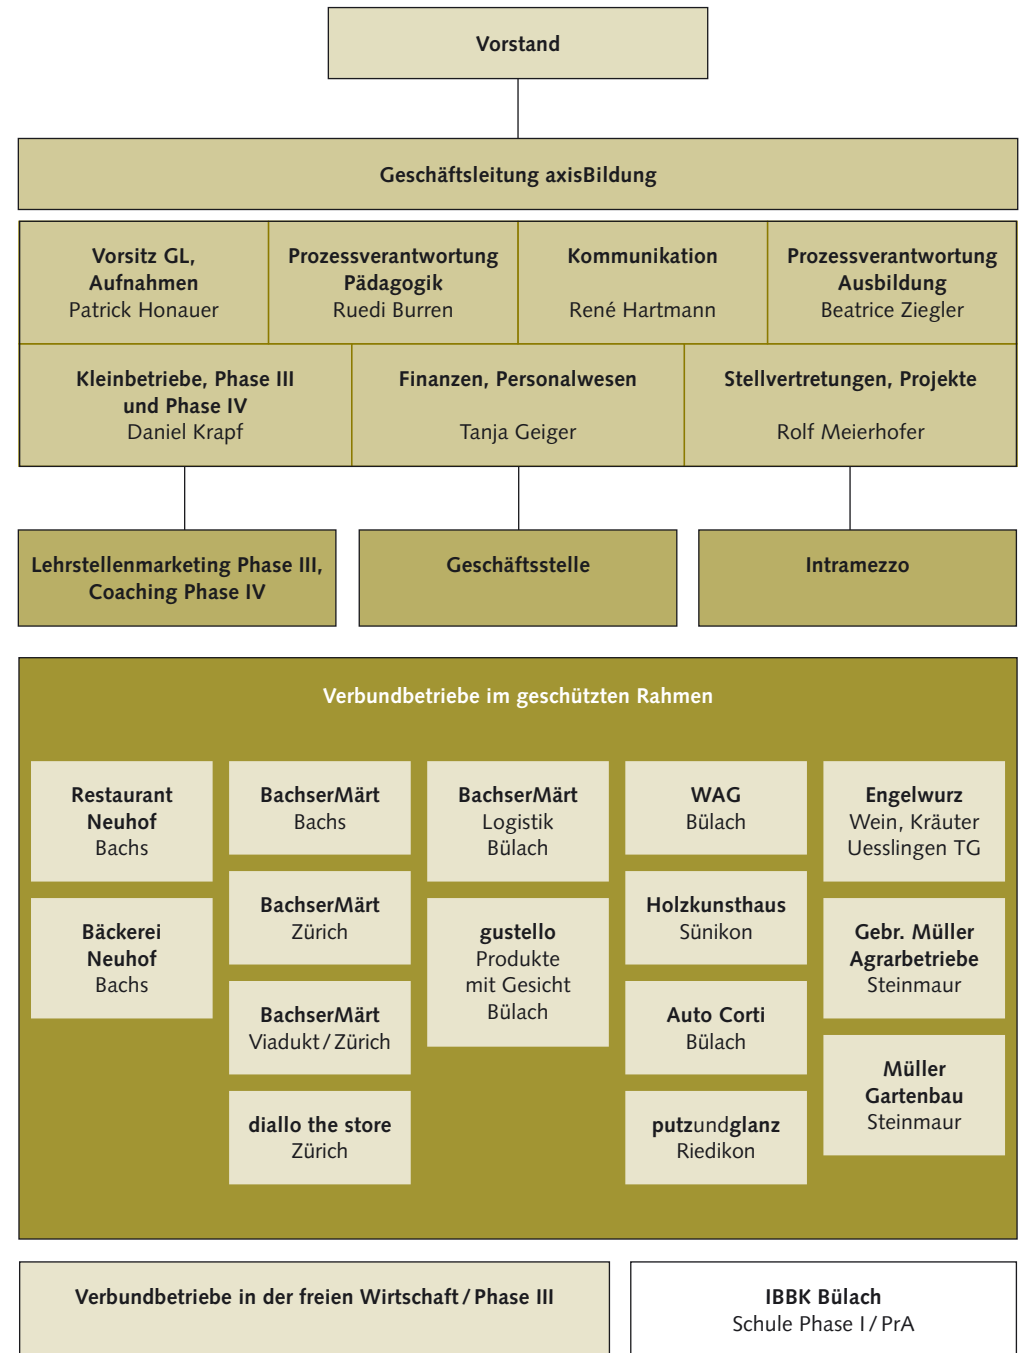 Vorstand
Geschäftsleitung axisBildung
Vorsitz GL,
Aufnahmen
Patrick Honauer
Prozessverantwortung
Pädagogik
Ruedi Burren
Kommunikation
René Hartmann
Prozessverantwortung
Ausbildung
Beatrice Ziegler
Kleinbetriebe, Phase III
und Phase IV
Daniel Krapf
Finanzen, Personalwesen
Tanja Geiger
Stellvertretungen, Projekte
Rolf Meierhofer
Lehrstellenmarketing Phase III,
Coaching Phase IV
Geschäftsstelle
Intramezzo
Verbundbetriebe im geschützten Rahmen
Restaurant
Neuhof
Bachs
Bäckerei
Neuhof
Bachs
BachserMärt
Bachs
BachserMärt
Zürich
BachserMärt
Viadukt/Zürich
diallo the store
Zürich
BachserMärt
Logistik
Bülach
gustello
Produkte
mit Gesicht
Bülach
WAG
Bülach
Holzkunsthaus
Sünikon
Auto Corti
Bülach
putzundglanz
Riedikon
Engelwurz
Wein, Kräuter
Uesslingen TG
Gebr. Müller
Agrarbetriebe
Steinmaur
Müller
Gartenbau
Steinmaur
Verbundbetriebe in der freien Wirtschaft/Phase III
IBBK Bülach
Schule Phase I/PrA